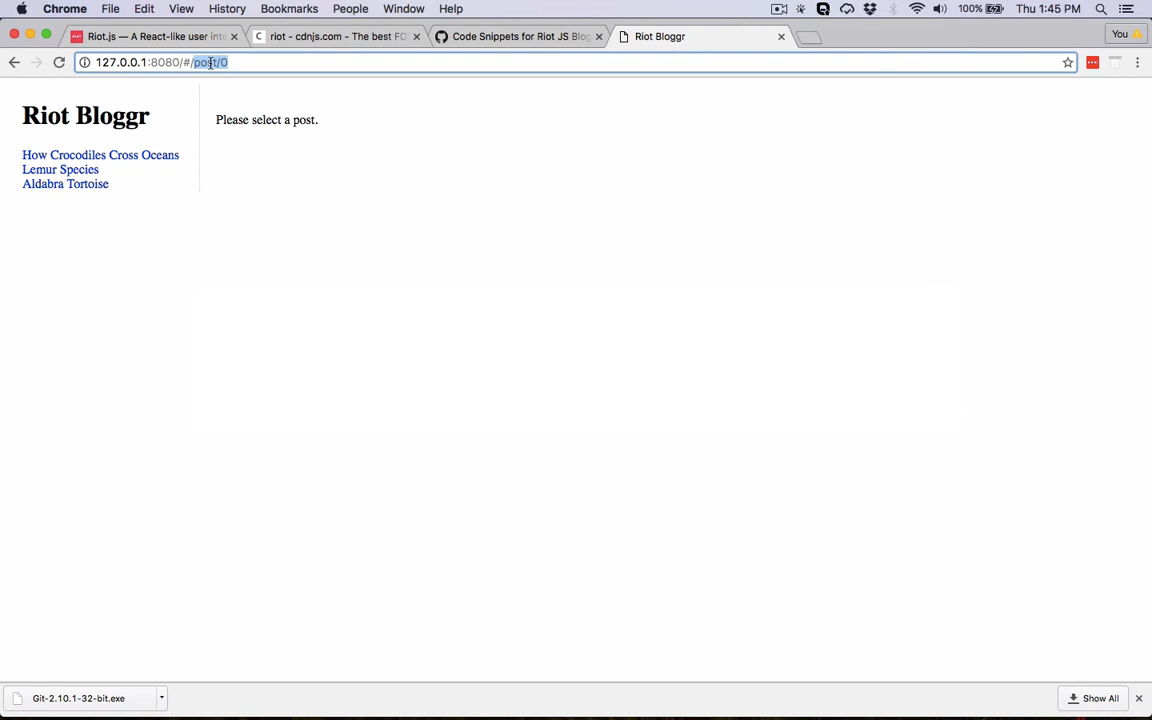 Chrome File Edit View History Bookmarks People Window Help 100% Thu 1:45 PM
Riot.js — A React-like user inte C riot - cdnjs.com - The best FO Code Snippets for Riot JS Blog Riot Bloggr You
127.0.0.1:8080/#/post/0
Riot Bloggr
Please select a post.
How Crocodiles Cross Oceans
Lemur Species
Aldabra Tortoise
Git-2.10.1-32-bit.exe Show All